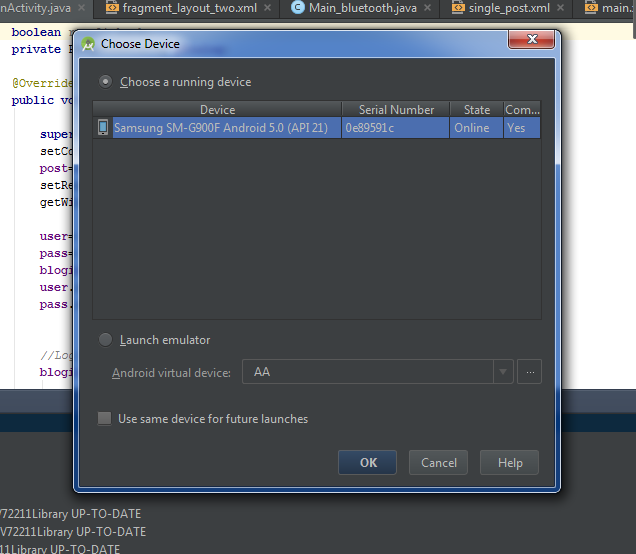 nActivity.java × fragment_layout_two.xml × Main_bluetooth.java × single_post.xml × main.
boolean
private
Choose Device
@Override
public vo
Choose a running device
Device Serial Number State Com...
Samsung SM-G900F Android 5.0 (API 21) 0e89591c Online Yes
super
setCo
post=
setRe
getWi
user=
pass=
blogi
user.
pass.
Launch emulator
//Log
blogi
Android virtual device: AA ...
Use same device for future launches
OK Cancel Help
V72211Library UP-TO-DATE
V72211Library UP-TO-DATE
11Library UP-TO-DATE